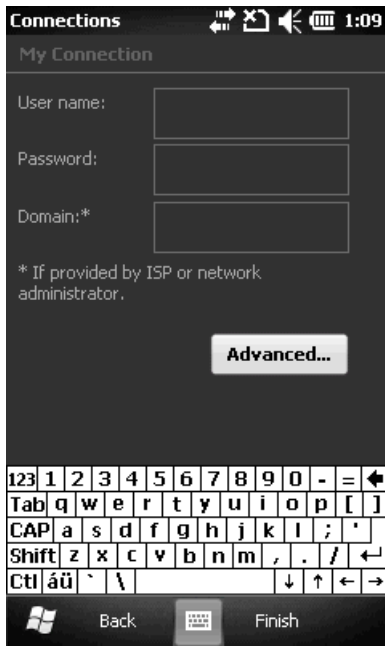 Connections 1:09
My Connection
User name:
Password:
Domain:*
* If provided by ISP or network
administrator.
Advanced...
123 1 2 3 4 5 6 7 8 9 0 - =
Tab q w e r t y u i o p [ ]
CAP a s d f g h j k l ; '
Shift z x c v b n m , . /
Ctl áü ` \
Back Finish